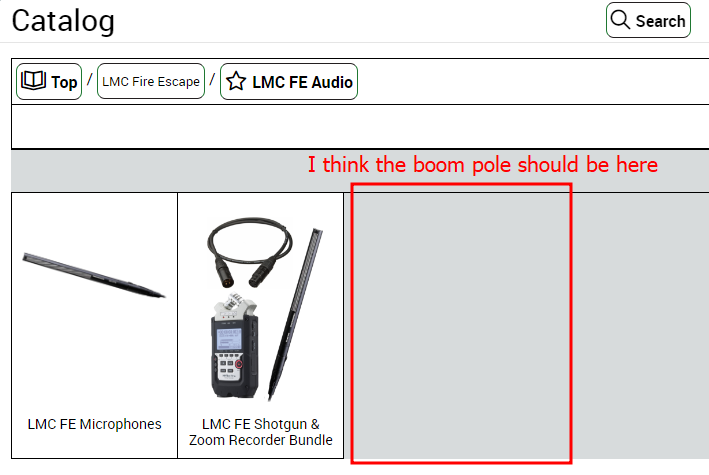 Catalog
Search
Top / LMC Fire Escape / LMC FE Audio
I think the boom pole should be here
LMC FE Microphones
LMC FE Shotgun &
Zoom Recorder Bundle